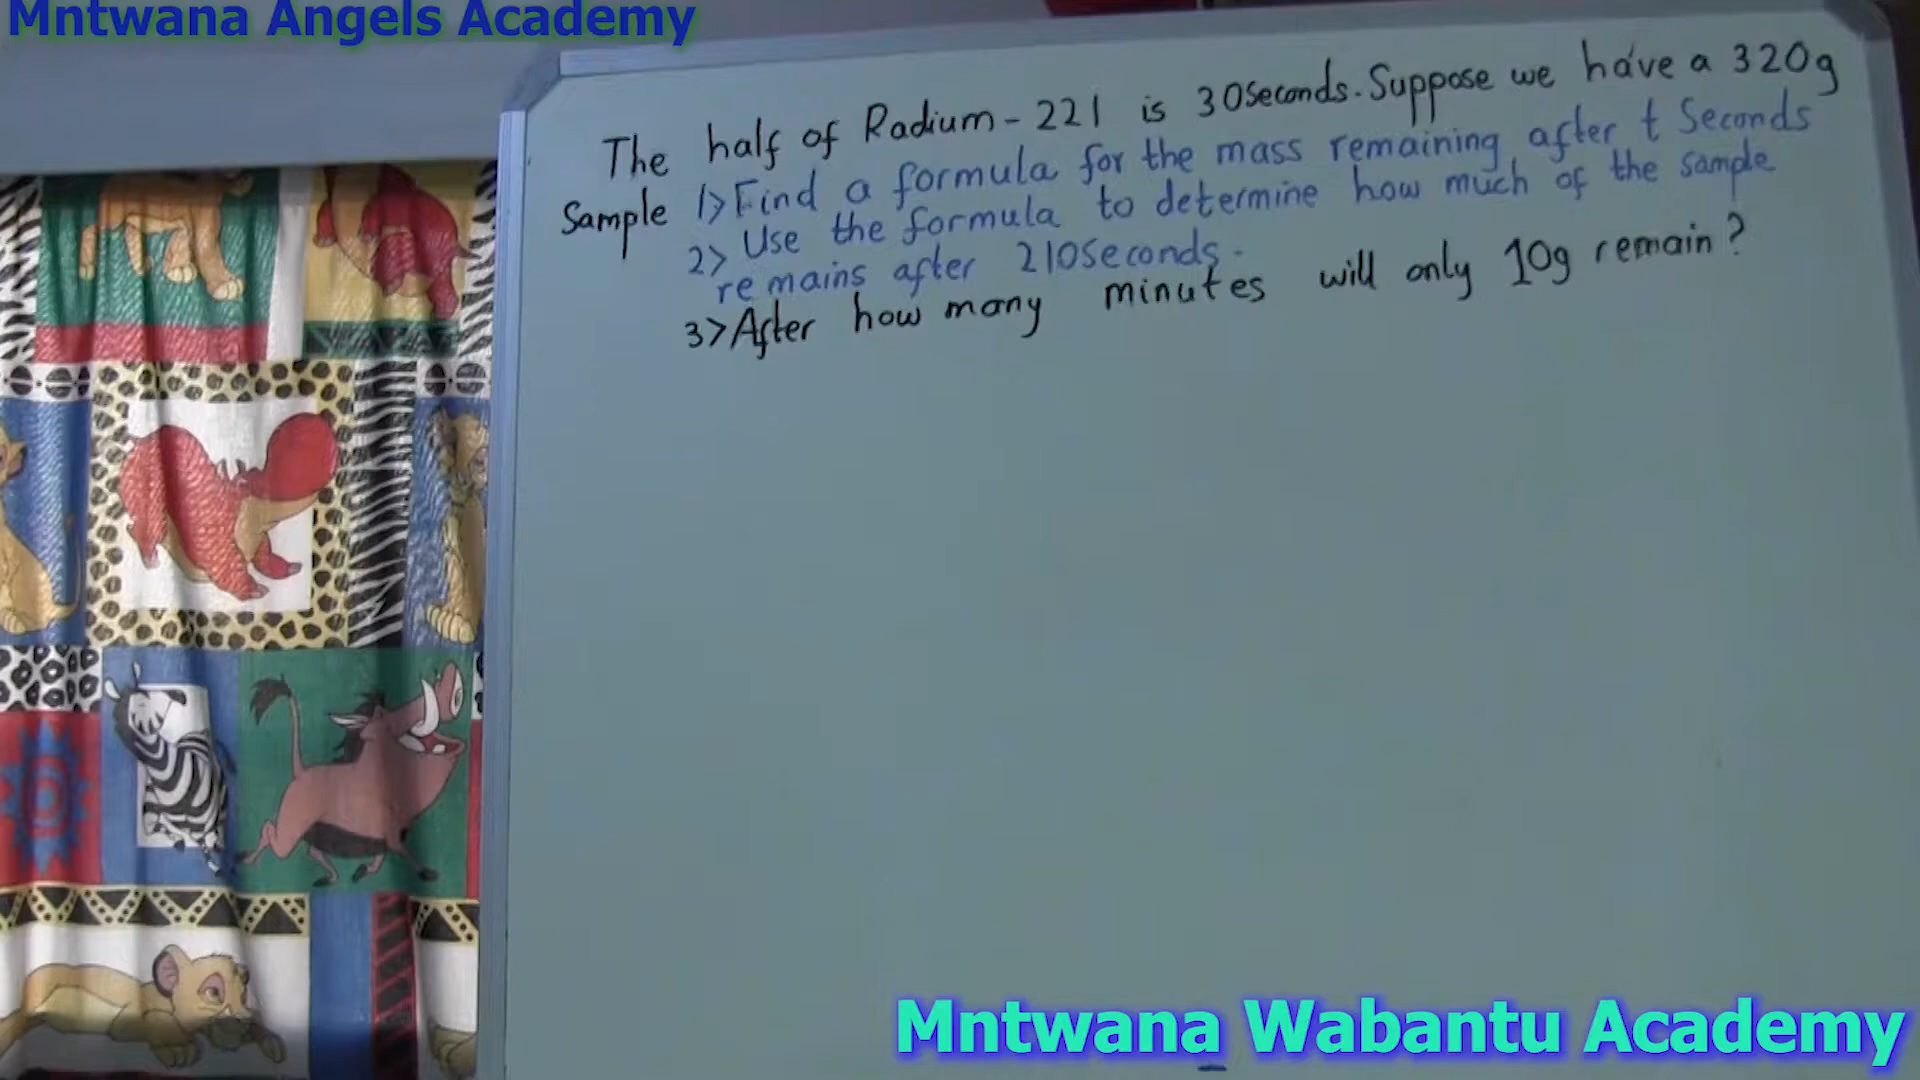 Mntwana Angels Academy
The half of Radium-221 is 30Seconds. Suppose we have a 320g
Sample 1> Find a formula for the mass remaining after t Seconds
2> Use the formula to determine how much of the sample
remains after 210Seconds.
3> After how many minutes will only 10g remain?
Mntwana Wabantu Academy